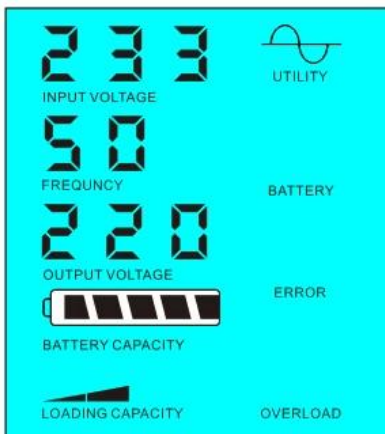 233
UTILITY
INPUT VOLTAGE
50
FREQUNCY
BATTERY
220
OUTPUT VOLTAGE
ERROR
BATTERY CAPACITY
LOADING CAPACITY
OVERLOAD